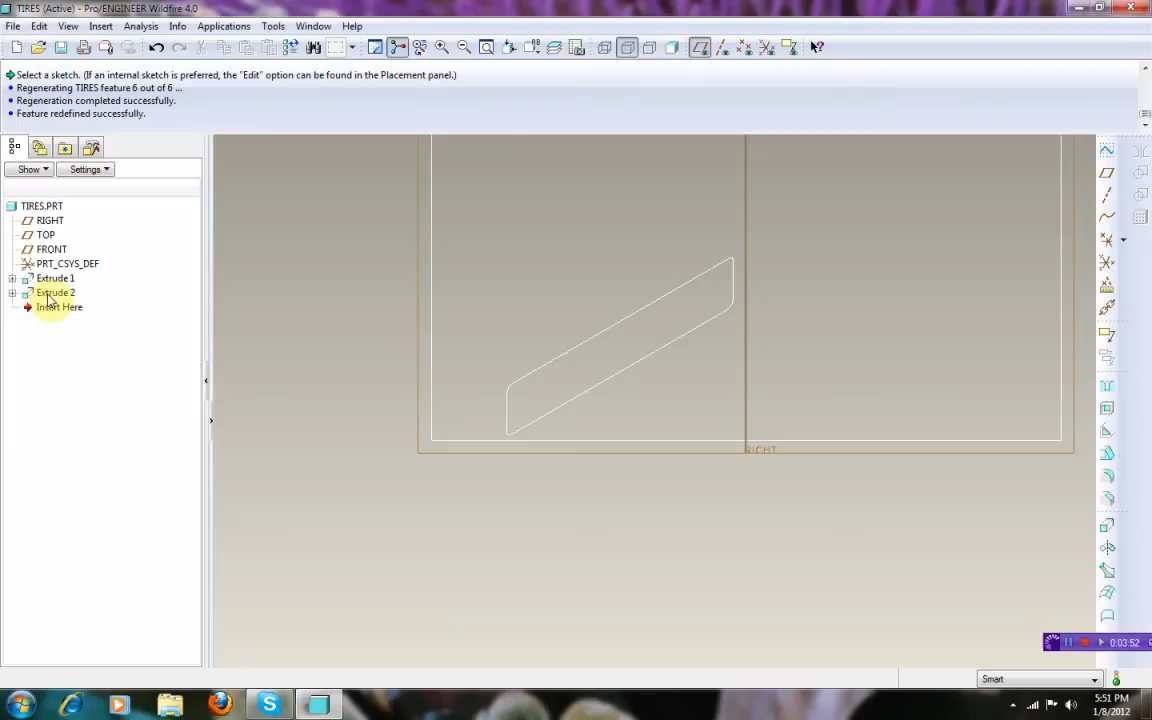 TIRES (Active) - Pro/ENGINEER Wildfire 4.0
File Edit View Insert Analysis Info Applications Tools Window Help
Select a sketch. (If an internal sketch is preferred, the "Edit" option can be found in the Placement panel.)
Regenerating TIRES feature 6 out of 6 ...
Regeneration completed successfully.
Feature redefined successfully.
Show Settings
TIRES.PRT
RIGHT
TOP
FRONT
PRT_CSYS_DEF
Extrude 1
Extrude 2
Insert Here
RIGHT
0:03:52
Smart
5:51 PM
1/8/2012